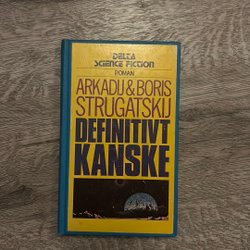 DELTA
SCIENCE FICTION
ROMAN
ARKADIJ & BORIS
STRUGATSKIJ
DEFINITIVT
KANSKE